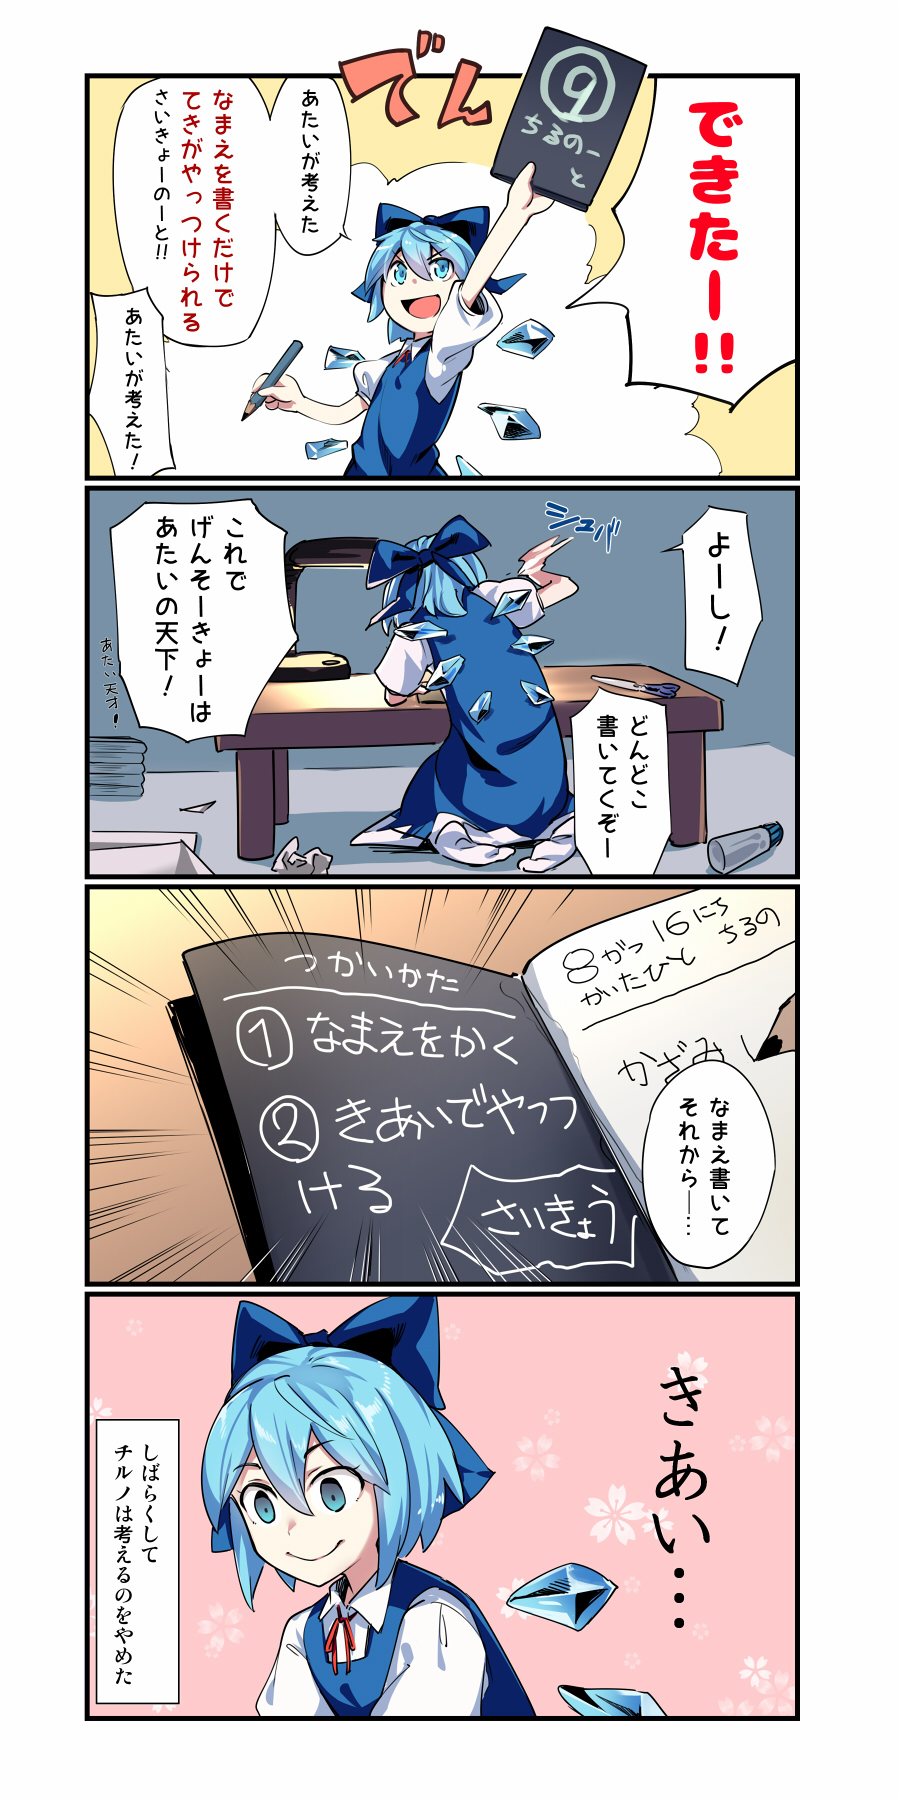 できたー!!
でん
⑨
ちるのー
と
あたいが考えた
なまえを書くだけで
てきがやっつけられる
さいきょーのーと!!
あたいが考えた!
よーし!
シュバ
どんどこ
書いてくぞー
これで
げんそーきょーは
あたいの天下!
あたい天才!
8がつ16にち
かいたひと ちるの
かざみ
つかいかた
①なまえをかく
②きあいでやっつ
ける
さいきょう
なまえ書いて
それから―…
きあい…
しばらくして
チルノは考えるのをやめた